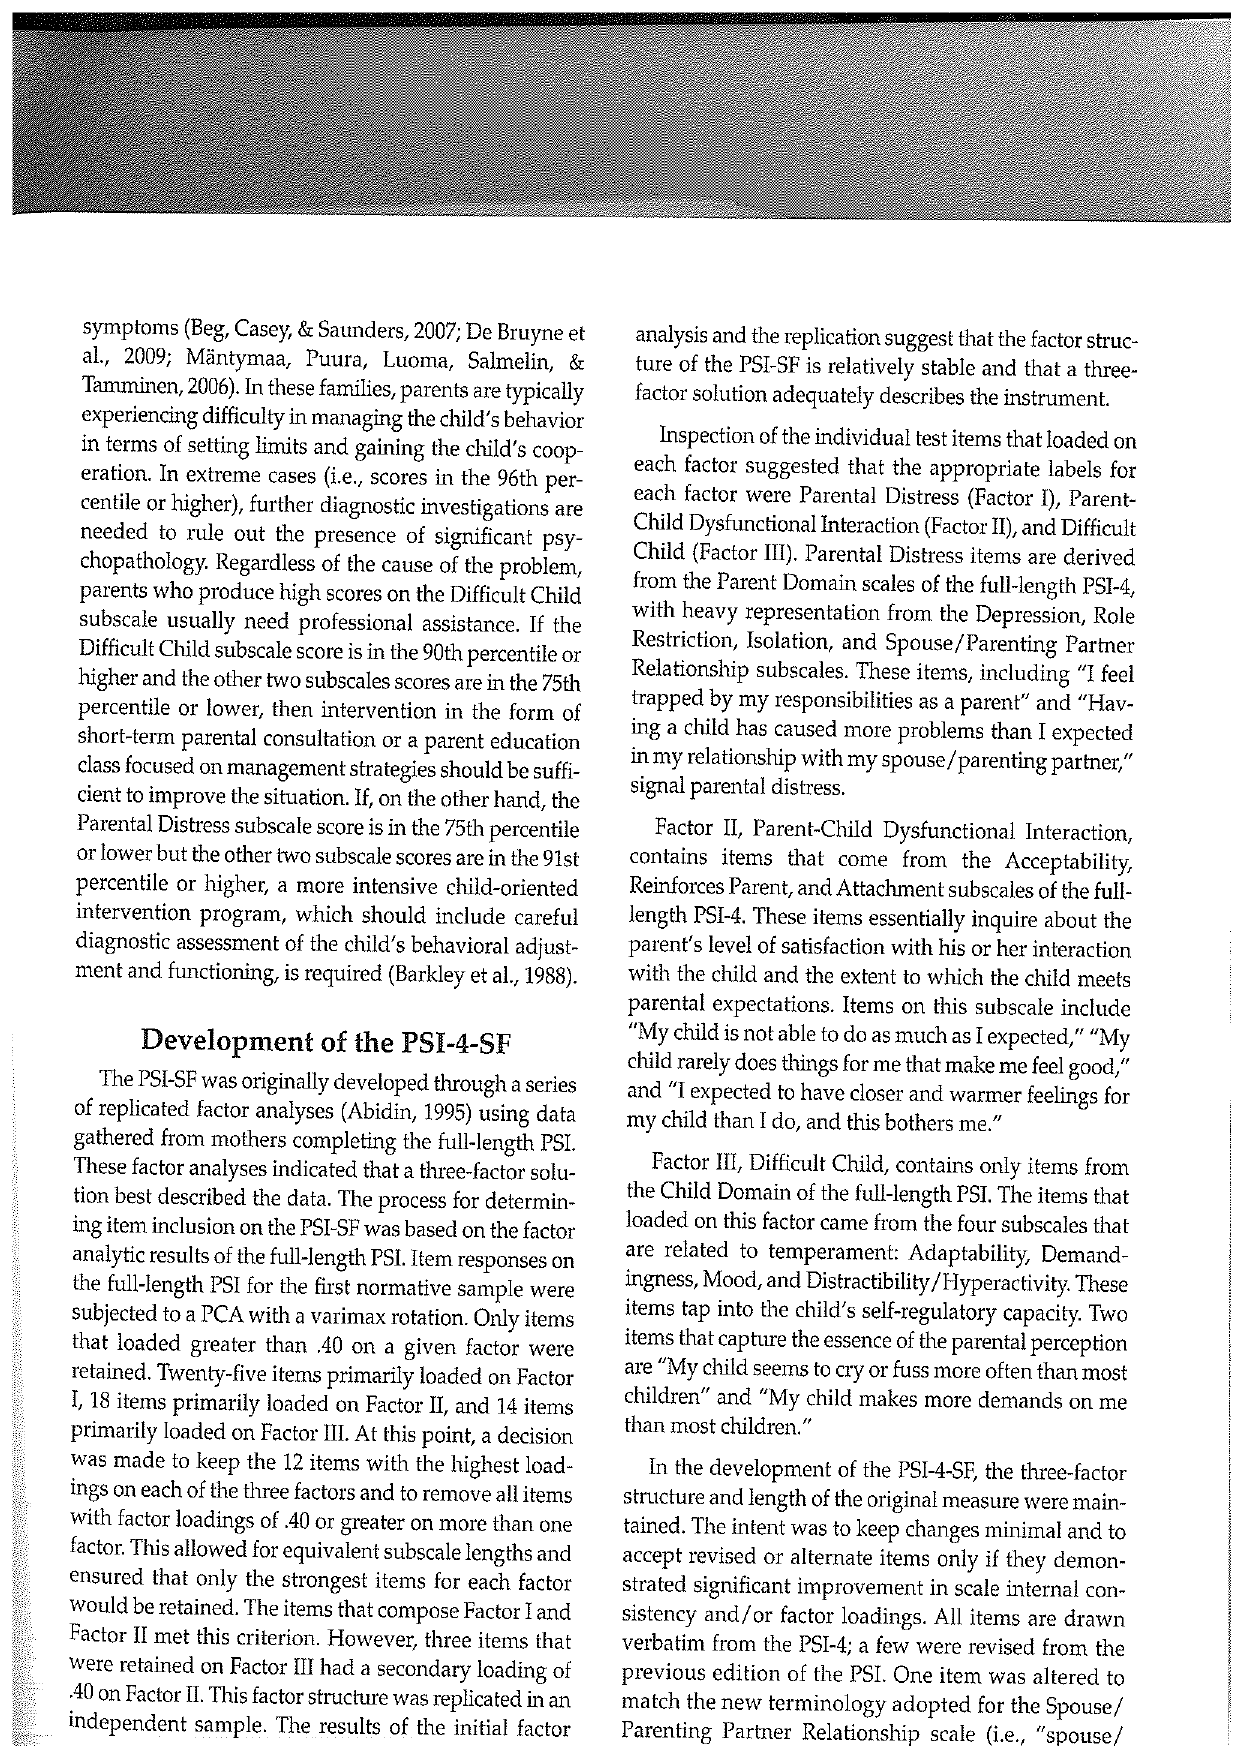 symptoms (Beg, Casey, & Saunders, 2007; De Bruyne et
al., 2009; Mäntymaa, Puura, Luoma, Salmelin, &
Tamminen, 2006). In these families, parents are typically
experiencing difficulty in managing the child's behavior
in terms of setting limits and gaining the child's coop-
eration. In extreme cases (i.e., scores in the 96th per-
centile or higher), further diagnostic investigations are
needed to rule out the presence of significant psy-
chopathology. Regardless of the cause of the problem,
parents who produce high scores on the Difficult Child
subscale usually need professional assistance. If the
Difficult Child subscale score is in the 90th percentile or
higher and the other two subscales scores are in the 75th
percentile or lower, then intervention in the form of
short-term parental consultation or a parent education
class focused on management strategies should be suffi-
cient to improve the situation. If, on the other hand, the
Parental Distress subscale score is in the 75th percentile
or lower but the other two subscale scores are in the 91st
percentile or higher, a more intensive child-oriented
intervention program, which should include careful
diagnostic assessment of the child's behavioral adjust-
ment and functioning, is required (Barkley et al., 1988).
Development of the PSI-4-SF
The PSI-SF was originally developed through a series
of replicated factor analyses (Abidin, 1995) using data
gathered from mothers completing the full-length PSI.
These factor analyses indicated that a three-factor solu-
tion best described the data. The process for determin-
ing item inclusion on the PSI-SF was based on the factor
analytic results of the full-length PSI. Item responses on
the full-length PSI for the first normative sample were
subjected to a PCA with a varimax rotation. Only items
that loaded greater than .40 on a given factor were
retained. Twenty-five items primarily loaded on Factor
I, 18 items primarily loaded on Factor II, and 14 items
primarily loaded on Factor III. At this point, a decision
was made to keep the 12 items with the highest load-
ings on each of the three factors and to remove all items
with factor loadings of .40 or greater on more than one
factor. This allowed for equivalent subscale lengths and
ensured that only the strongest items for each factor
would be retained. The items that compose Factor I and
Factor II met this criterion. However, three items that
were retained on Factor III had a secondary loading of
.40 on Factor II. This factor structure was replicated in an
independent sample. The results of the initial factor
analysis and the replication suggest that the factor struc-
ture of the PSI-SF is relatively stable and that a three-
factor solution adequately describes the instrument.
Inspection of the individual test items that loaded on
each factor suggested that the appropriate labels for
each factor were Parental Distress (Factor I), Parent-
Child Dysfunctional Interaction (Factor II), and Difficult
Child (Factor III). Parental Distress items are derived
from the Parent Domain scales of the full-length PSI-4,
with heavy representation from the Depression, Role
Restriction, Isolation, and Spouse/Parenting Partner
Relationship subscales. These items, including "I feel
trapped by my responsibilities as a parent" and "Hav-
ing a child has caused more problems than I expected
in my relationship with my spouse/parenting partner,"
signal parental distress.
Factor II, Parent-Child Dysfunctional Interaction,
contains items that come from the Acceptability,
Reinforces Parent, and Attachment subscales of the full-
length PSI-4. These items essentially inquire about the
parent's level of satisfaction with his or her interaction
with the child and the extent to which the child meets
parental expectations. Items on this subscale include
"My child is not able to do as much as I expected," "My
child rarely does things for me that make me feel good,"
and "I expected to have closer and warmer feelings for
my child than I do, and this bothers me."
Factor III, Difficult Child, contains only items from
the Child Domain of the full-length PSI. The items that
loaded on this factor came from the four subscales that
are related to temperament: Adaptability, Demand-
ingness, Mood, and Distractibility/Hyperactivity. These
items tap into the child's self-regulatory capacity. Two
items that capture the essence of the parental perception
are "My child seems to cry or fuss more often than most
children" and "My child makes more demands on me
than most children."
In the development of the PSI-4-SF, the three-factor
structure and length of the original measure were main-
tained. The intent was to keep changes minimal and to
accept revised or alternate items only if they demon-
strated significant improvement in scale internal con-
sistency and/or factor loadings. All items are drawn
verbatim from the PSI-4; a few were revised from the
previous edition of the PSI. One item was altered to
match the new terminology adopted for the Spouse/
Parenting Partner Relationship scale (i.e., "spouse/